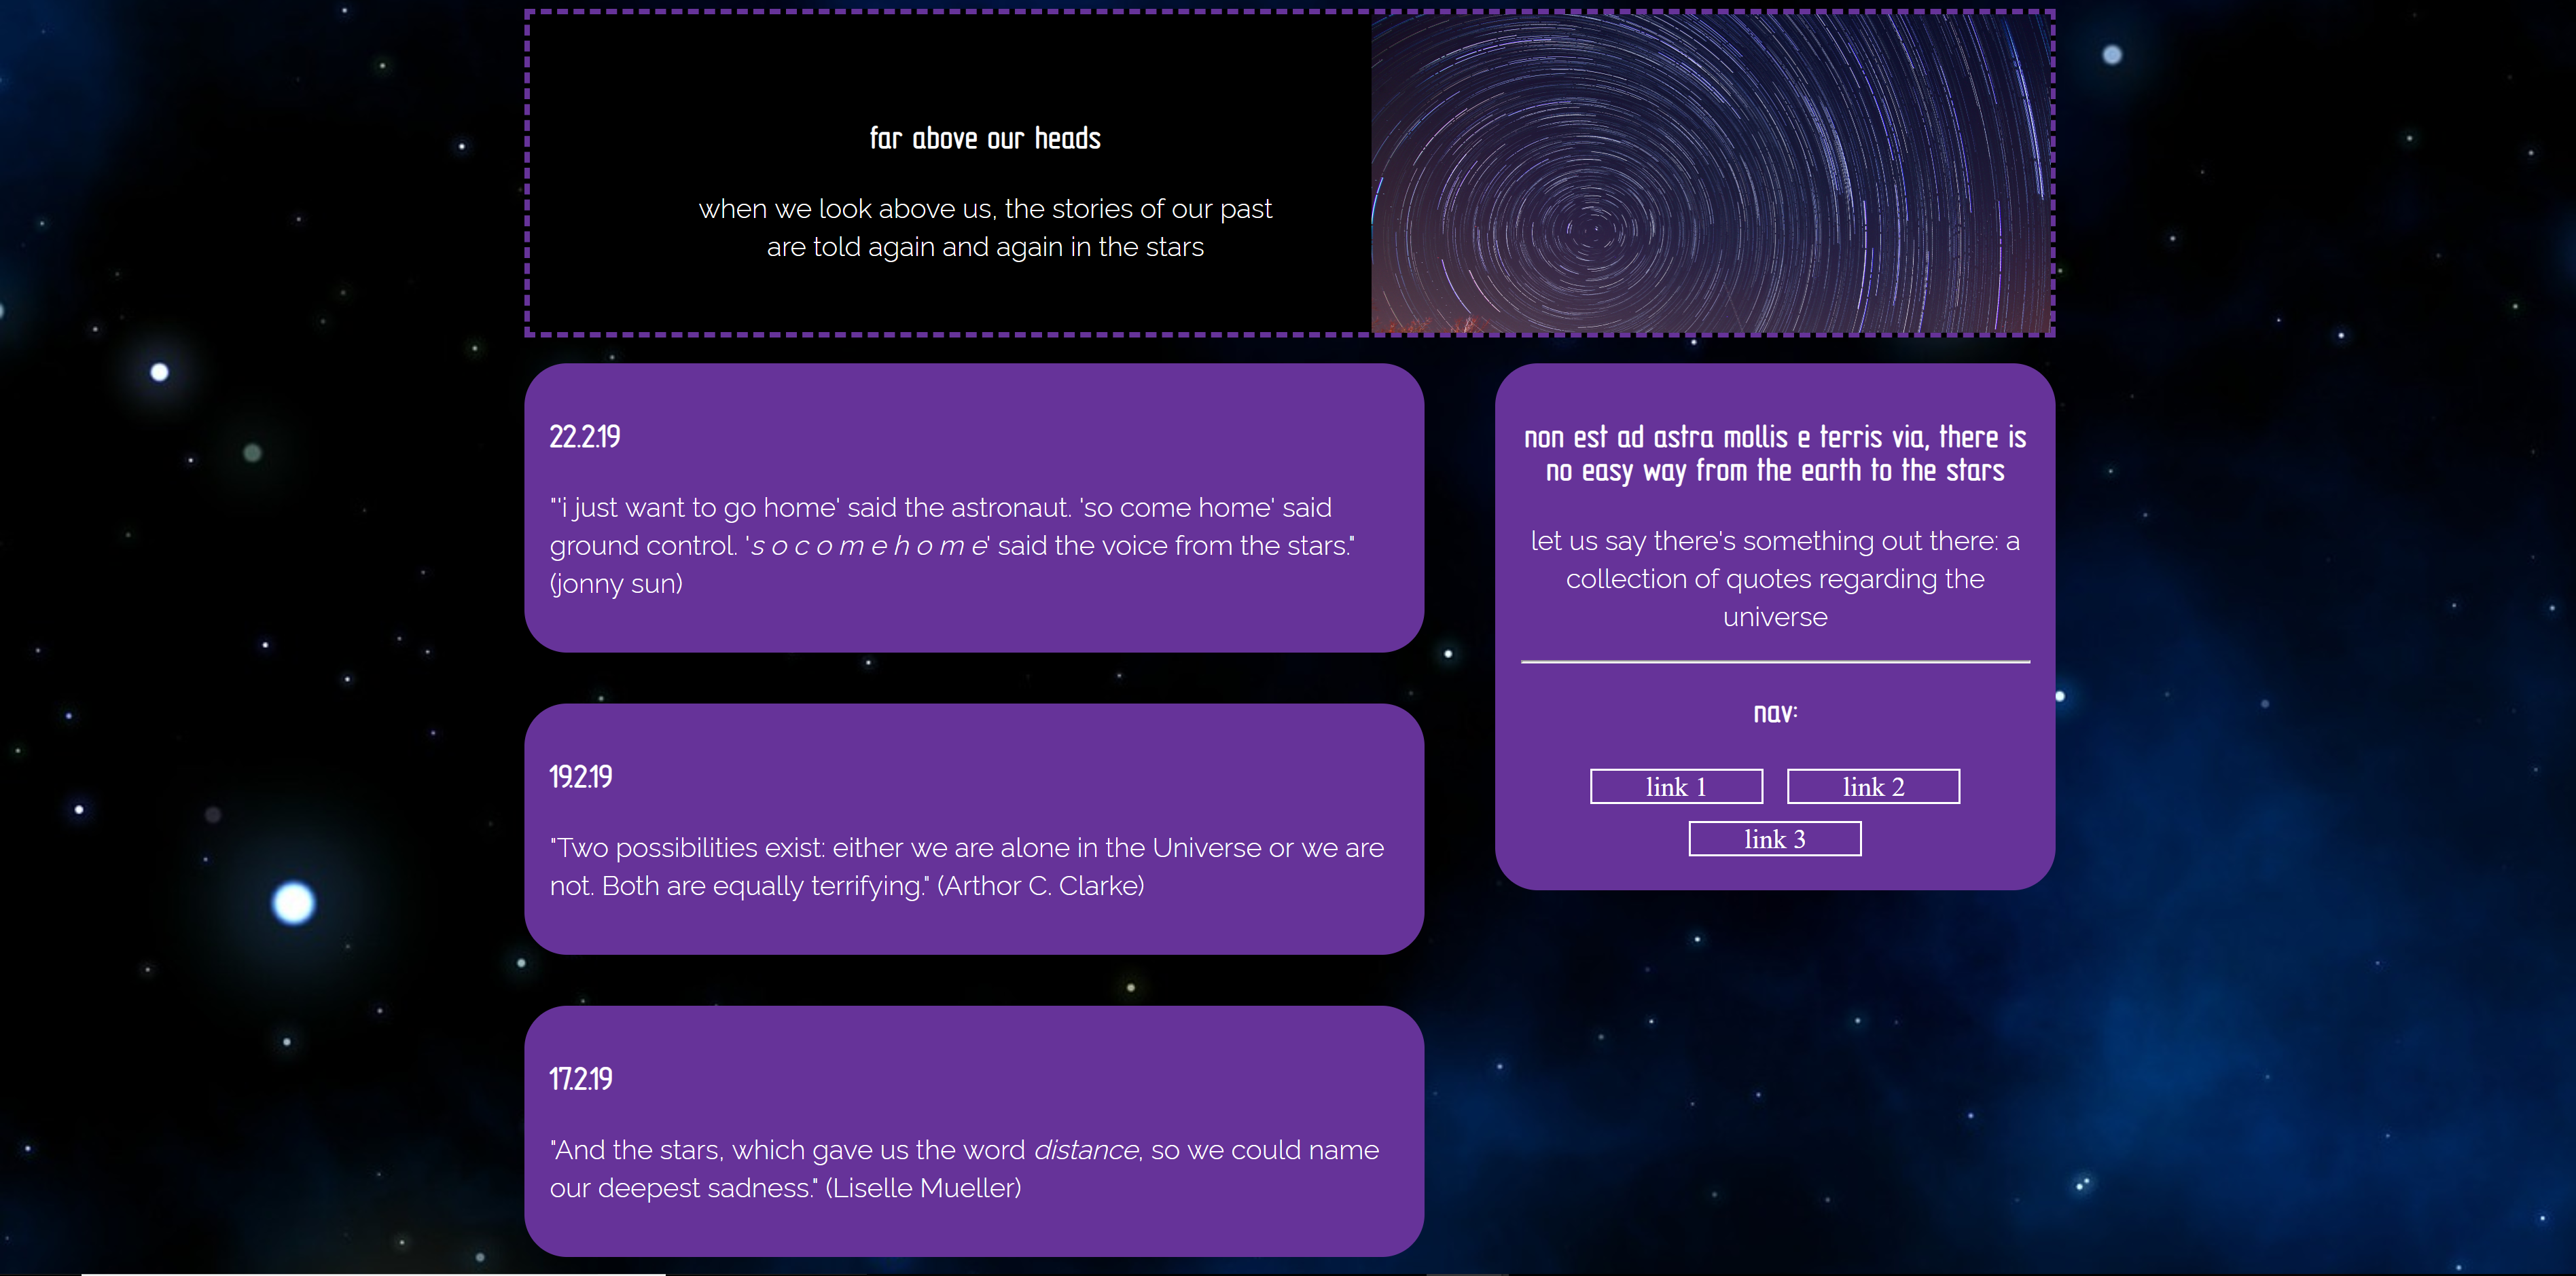 far above our heads
when we look above us, the stories of our past
are told again and again in the stars
22.2.19
"'i just want to go home' said the astronaut. 'so come home' said
ground control. 's o c o m e h o m e' said the voice from the stars."
(jonny sun)
19.2.19
"Two possibilities exist: either we are alone in the Universe or we are
not. Both are equally terrifying." (Arthor C. Clarke)
17.2.19
"And the stars, which gave us the word distance, so we could name
our deepest sadness." (Liselle Mueller)
non est ad astra mollis e terris via, there is
no easy way from the earth to the stars
let us say there's something out there: a
collection of quotes regarding the
universe
nav:
link 1 link 2
link 3